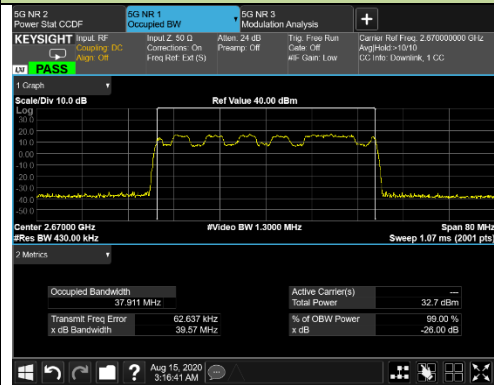 5G NR 2
Power Stat CCDF
5G NR 1
Occupied BW
5G NR 3
Modulation Analysis
KEYSIGHT
Input: RF
Coupling: DC
Align: Off
Input Z: 50 Ω
Corrections: On
Freq Ref: Ext (S)
Atten: 24 dB
Preamp: Off
Trig: Free Run
Gate: Off
#IF Gain: Low
Carrier Ref Freq: 2.670000000 GHz
Avg|Hold:>10/10
CC Info: Downlink, 1 CC
LXI
PASS
1 Graph
Scale/Div 10.0 dB
Ref Value 40.00 dBm
Log
30.0
20.0
10.0
0.00
-10.0
-20.0
-30.0
-40.0
-50.0
Center 2.67000 GHz
#Video BW 1.3000 MHz
Span 80 MHz
#Res BW 430.00 kHz
Sweep 1.07 ms (2001 pts)
2 Metrics
Occupied Bandwidth
37.911 MHz
Active Carrier(s)
---
Total Power
32.7 dBm
Transmit Freq Error
62.637 kHz
% of OBW Power
99.00 %
x dB Bandwidth
39.57 MHz
x dB
-26.00 dB
?
Aug 15, 2020
3:16:41 AM